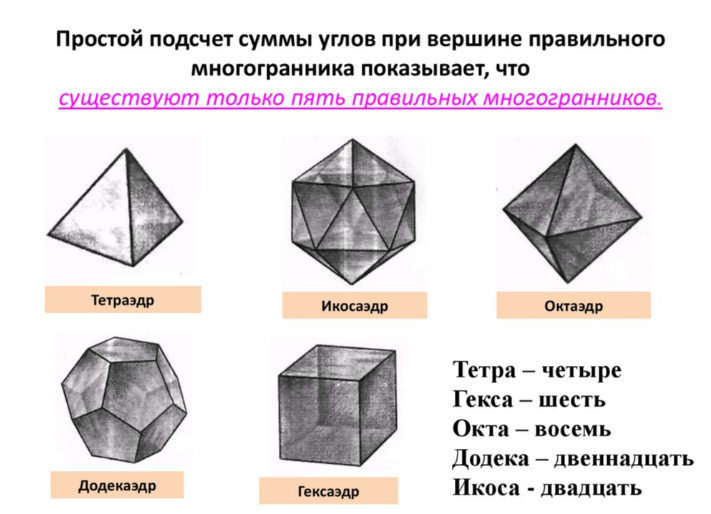 Простой подсчет суммы углов при вершине правильного
многогранника показывает, что
существуют только пять правильных многогранников.
Тетраэдр
Икосаэдр
Октаэдр
Додекаэдр
Гексаэдр
Тетра – четыре
Гекса – шесть
Окта – восемь
Додека – двеннадцать
Икоса - двадцать